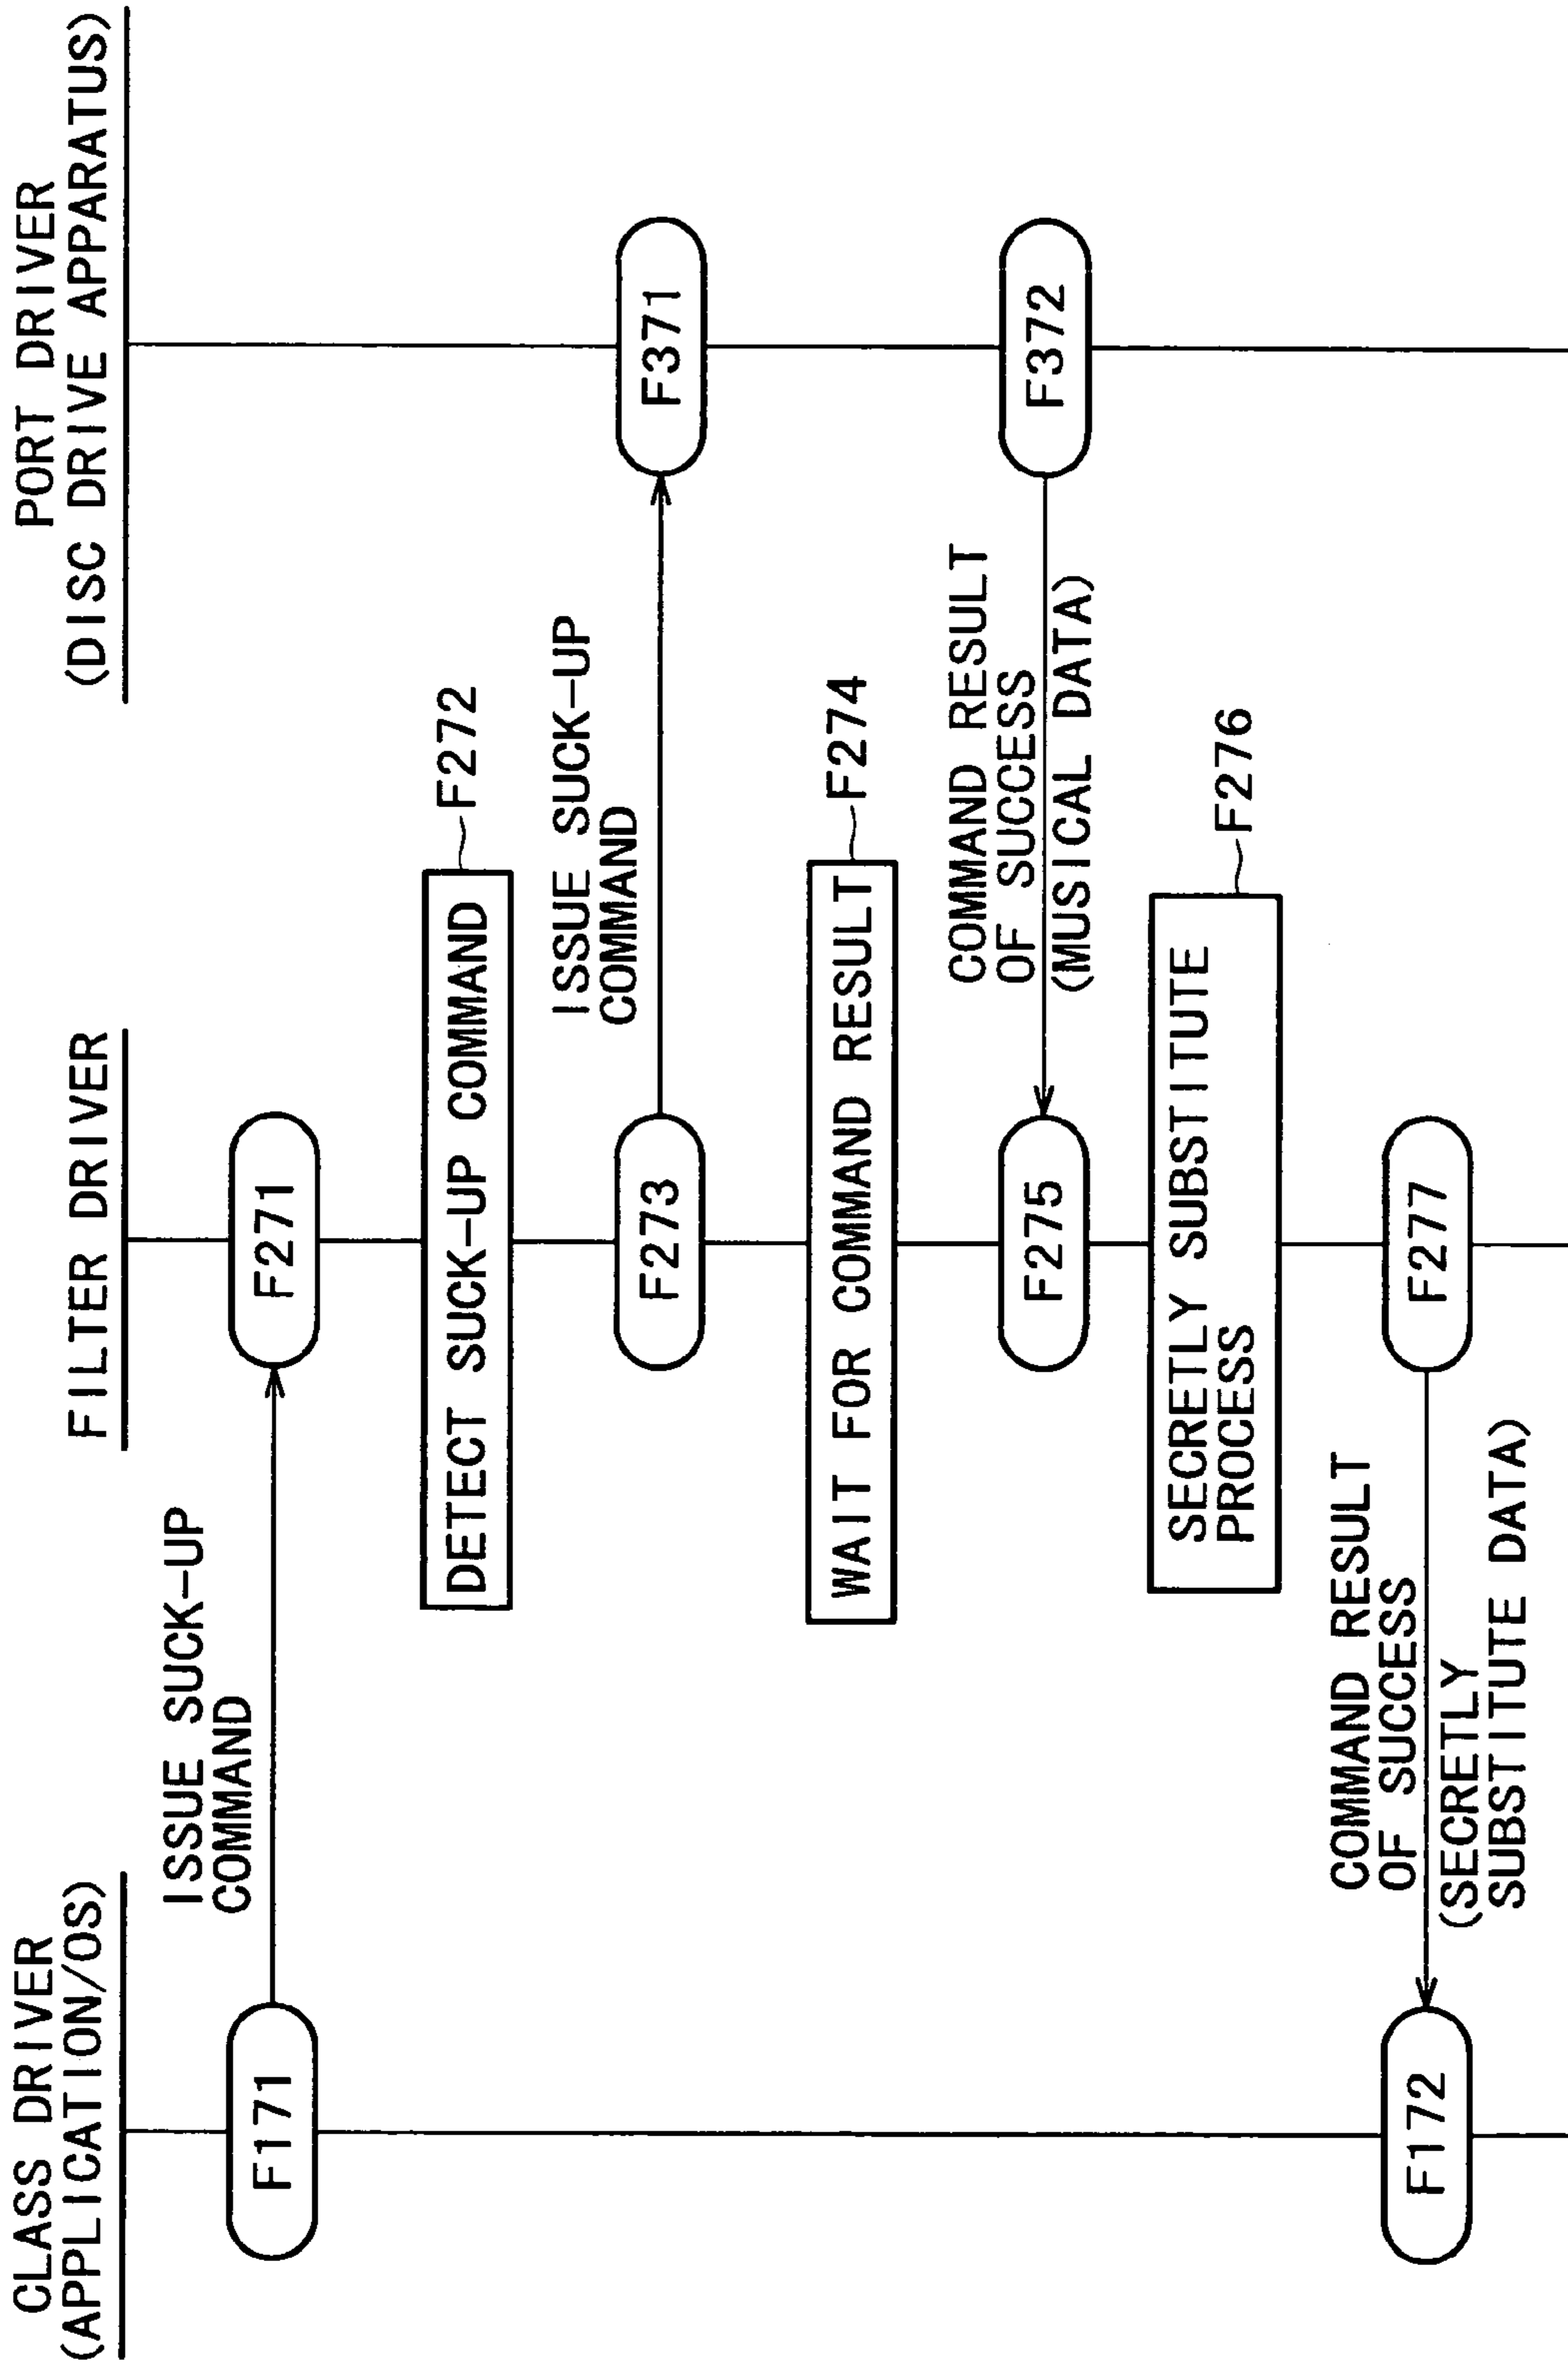 CLASS DRIVER
(APPLICATION/OS)
FILTER DRIVER
PORT DRIVER
(DISC DRIVE APPARATUS)
F171
ISSUE SUCK-UP
COMMAND
F271
DETECT SUCK-UP COMMAND
F272
F273
ISSUE SUCK-UP
COMMAND
F371
WAIT FOR COMMAND RESULT
F274
F275
COMMAND RESULT
OF SUCCESS
(MUSICAL DATA)
F372
SECRETLY SUBSTITUTE
PROCESS
F276
F172
COMMAND RESULT
OF SUCCESS
(SECRETLY
SUBSTITUTE DATA)
F277